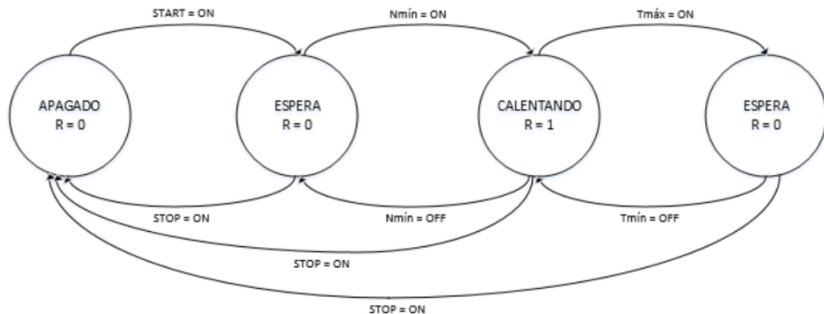 START = ON
Nmín = ON
Tmáx = ON
APAGADO
R = 0
ESPERA
R = 0
CALENTANDO
R = 1
ESPERA
R = 0
STOP = ON
Nmín = OFF
Tmín = OFF
STOP = ON
STOP = ON